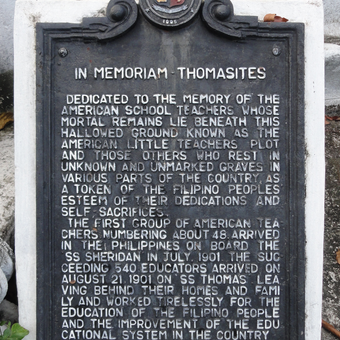 1995
IN MEMORIAM - THOMASITES
DEDICATED TO THE MEMORY OF THE
AMERICAN SCHOOL TEACHERS WHOSE
MORTAL REMAINS LIE BENEATH THIS
HALLOWED GROUND KNOWN AS THE
AMERICAN LITTLE TEACHERS PLOT
AND THOSE OTHERS WHO REST IN
UNKNOWN AND UNMARKED GRAVES IN
VARIOUS PARTS OF THE COUNTRY, AS
A TOKEN OF THE FILIPINO PEOPLES
ESTEEM OF THEIR DEDICATIONS AND
SELF SACRIFICES.
THE FIRST GROUP OF AMERICAN TEA
CHERS NUMBERING ABOUT 48 ARRIVED
IN THE PHILIPPINES ON BOARD THE
SS SHERIDAN IN JULY, 1901 THE SUC
CEEDING 540 EDUCATORS ARRIVED ON
AUGUST 21 1901 ON SS THOMAS LEA
VING BEHIND THEIR HOMES AND FAMI
LY AND WORKED TIRELESSLY FOR THE
EDUCATION OF THE FILIPINO PEOPLE
AND THE IMPROVEMENT OF THE EDU
CATIONAL SYSTEM IN THE COUNTRY